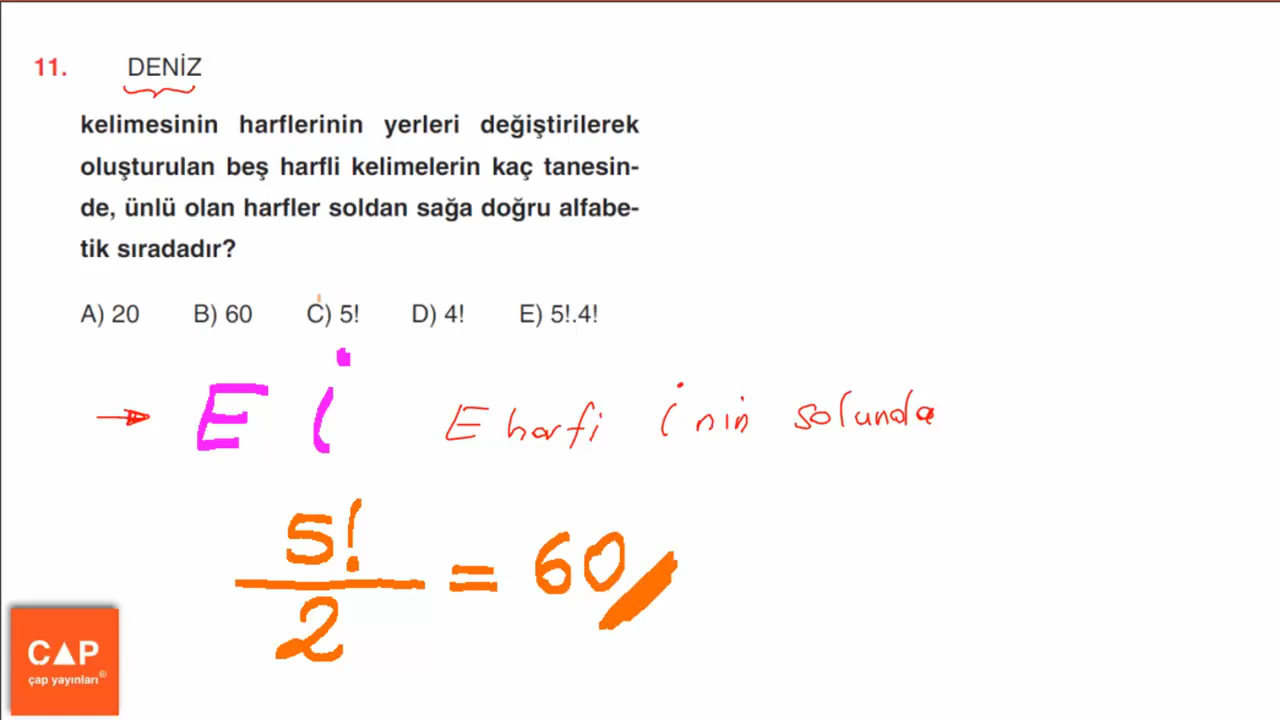 11. DENİZ
kelimesinin harflerinin yerleri değiştirilerek
oluşturulan beş harfli kelimelerin kaç tanesin-
de, ünlü olan harfler soldan sağa doğru alfabe-
tik sıradadır?
A) 20 B) 60 C) 5! D) 4! E) 5!.4!
→ E i E harfi i nin solunda
5!
2
= 60
ÇAP
çap yayınları®